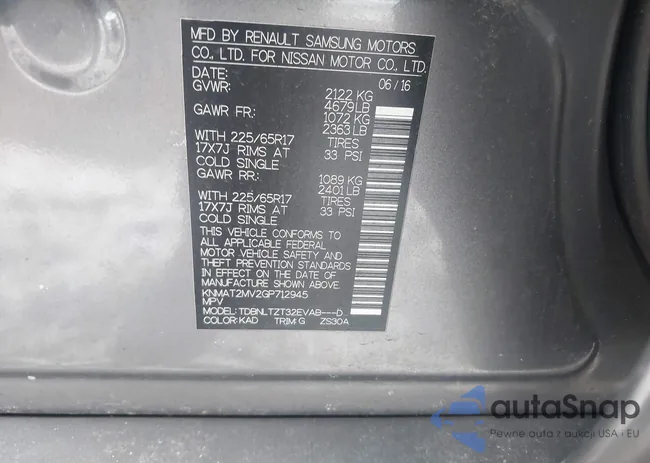 MFD BY RENAULT SAMSUNG MOTORS
CO., LTD. FOR NISSAN MOTOR CO., LTD.
DATE: 06/16
GVWR: 2122 KG
4679 LB
GAWR FR: 1072 KG
2363 LB
WITH 225/65R17 TIRES
17X7J RIMS AT 33 PSI
COLD SINGLE
GAWR RR: 1089 KG
2401 LB
WITH 225/65R17 TIRES
17X7J RIMS AT 33 PSI
COLD SINGLE
THIS VEHICLE CONFORMS TO
ALL APPLICABLE FEDERAL
MOTOR VEHICLE SAFETY AND
THEFT PREVENTION STANDARDS
IN EFFECT ON THE DATE OF
MANUFACTURE SHOWN ABOVE
KNMAT2MV2GP712945
MPV
MODEL: TDBNLTZT32EVAB---D
COLOR: KAD TRIM: G ZS30A
autaSnap
Pewne auta z aukcji USA i EU